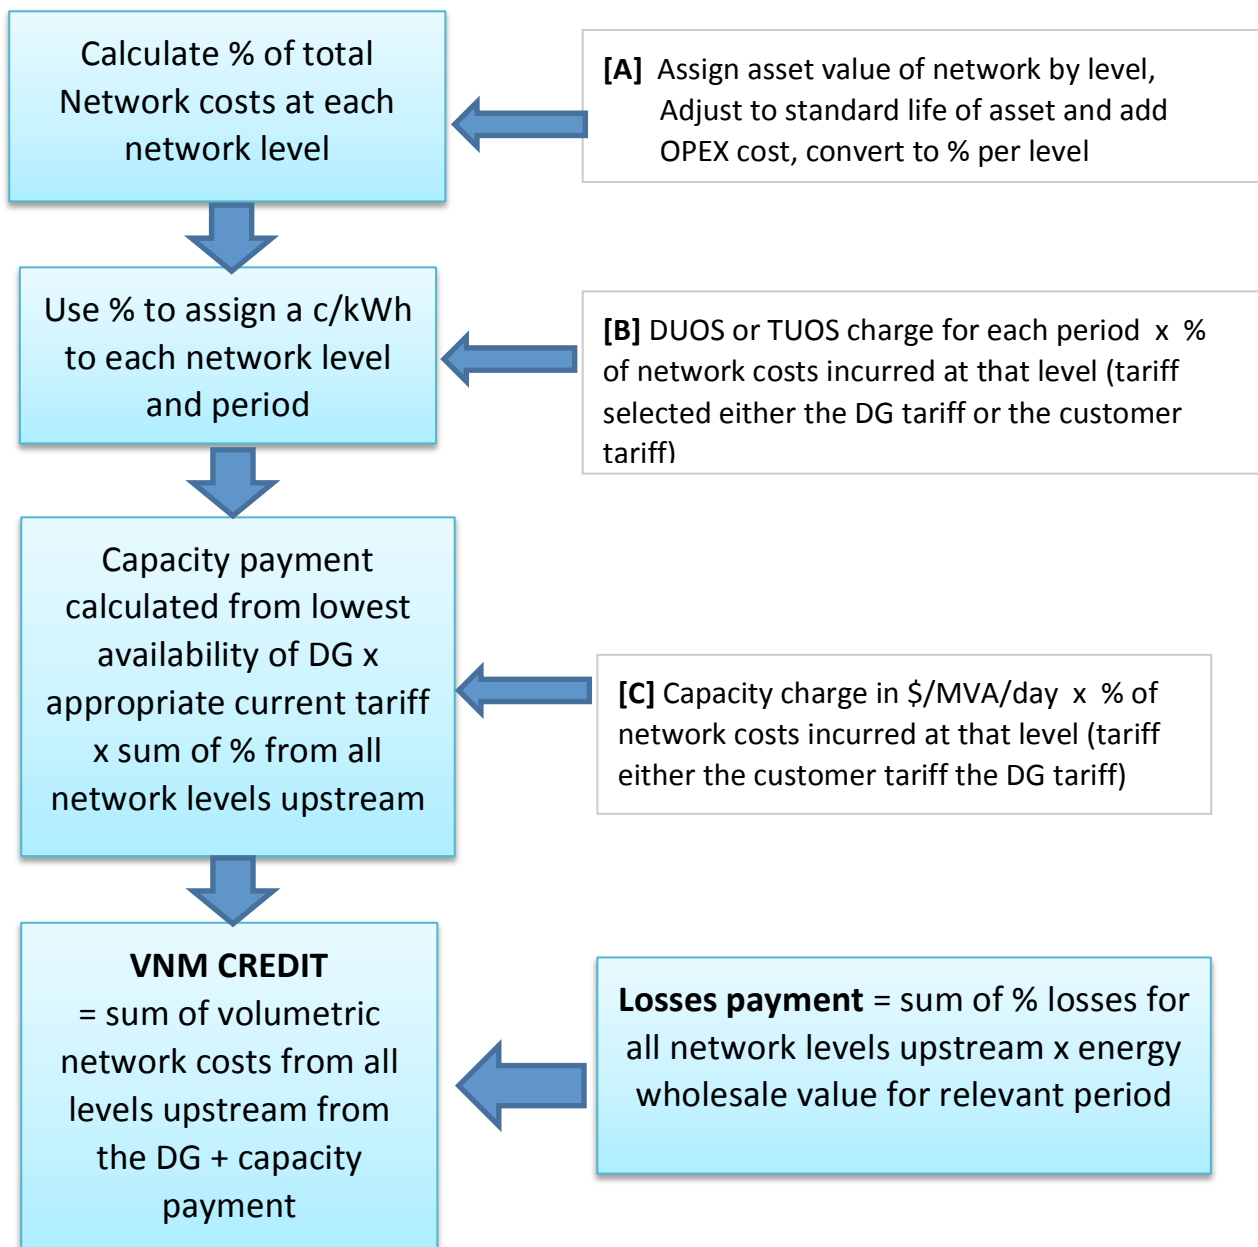 Calculate % of total
Network costs at each
network level
[A] Assign asset value of network by level,
Adjust to standard life of asset and add
OPEX cost, convert to % per level
Use % to assign a c/kWh
to each network level
and period
[B] DUOS or TUOS charge for each period x %
of network costs incurred at that level (tariff
selected either the DG tariff or the customer
tariff)
Capacity payment
calculated from lowest
availability of DG x
appropriate current tariff
x sum of % from all
network levels upstream
[C] Capacity charge in $/MVA/day x % of
network costs incurred at that level (tariff
either the customer tariff the DG tariff)
VNM CREDIT
= sum of volumetric
network costs from all
levels upstream from
the DG + capacity
payment
Losses payment = sum of % losses for
all network levels upstream x energy
wholesale value for relevant period